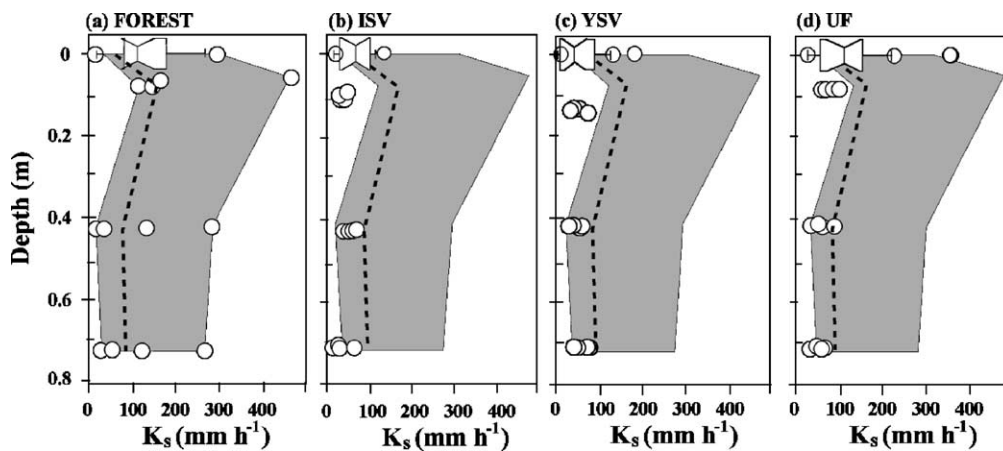 (a) FOREST (b) ISV (c) YSV (d) UF
Depth (m)
0
0.2
0.4
0.6
0.8
0 100 200 300 400 0 100 200 300 400 0 100 200 300 400 0 100 200 300 400
Kₛ (mm h⁻¹) Kₛ (mm h⁻¹) Kₛ (mm h⁻¹) Kₛ (mm h⁻¹)